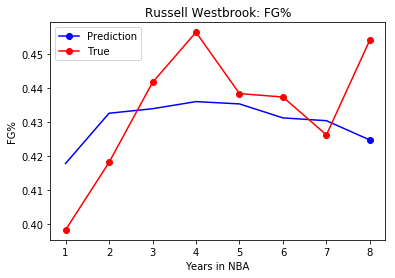 Russell Westbrook: FG%
Prediction
True
0.45
0.44
0.43
0.42
0.41
0.40
FG%
1 2 3 4 5 6 7 8
Years in NBA